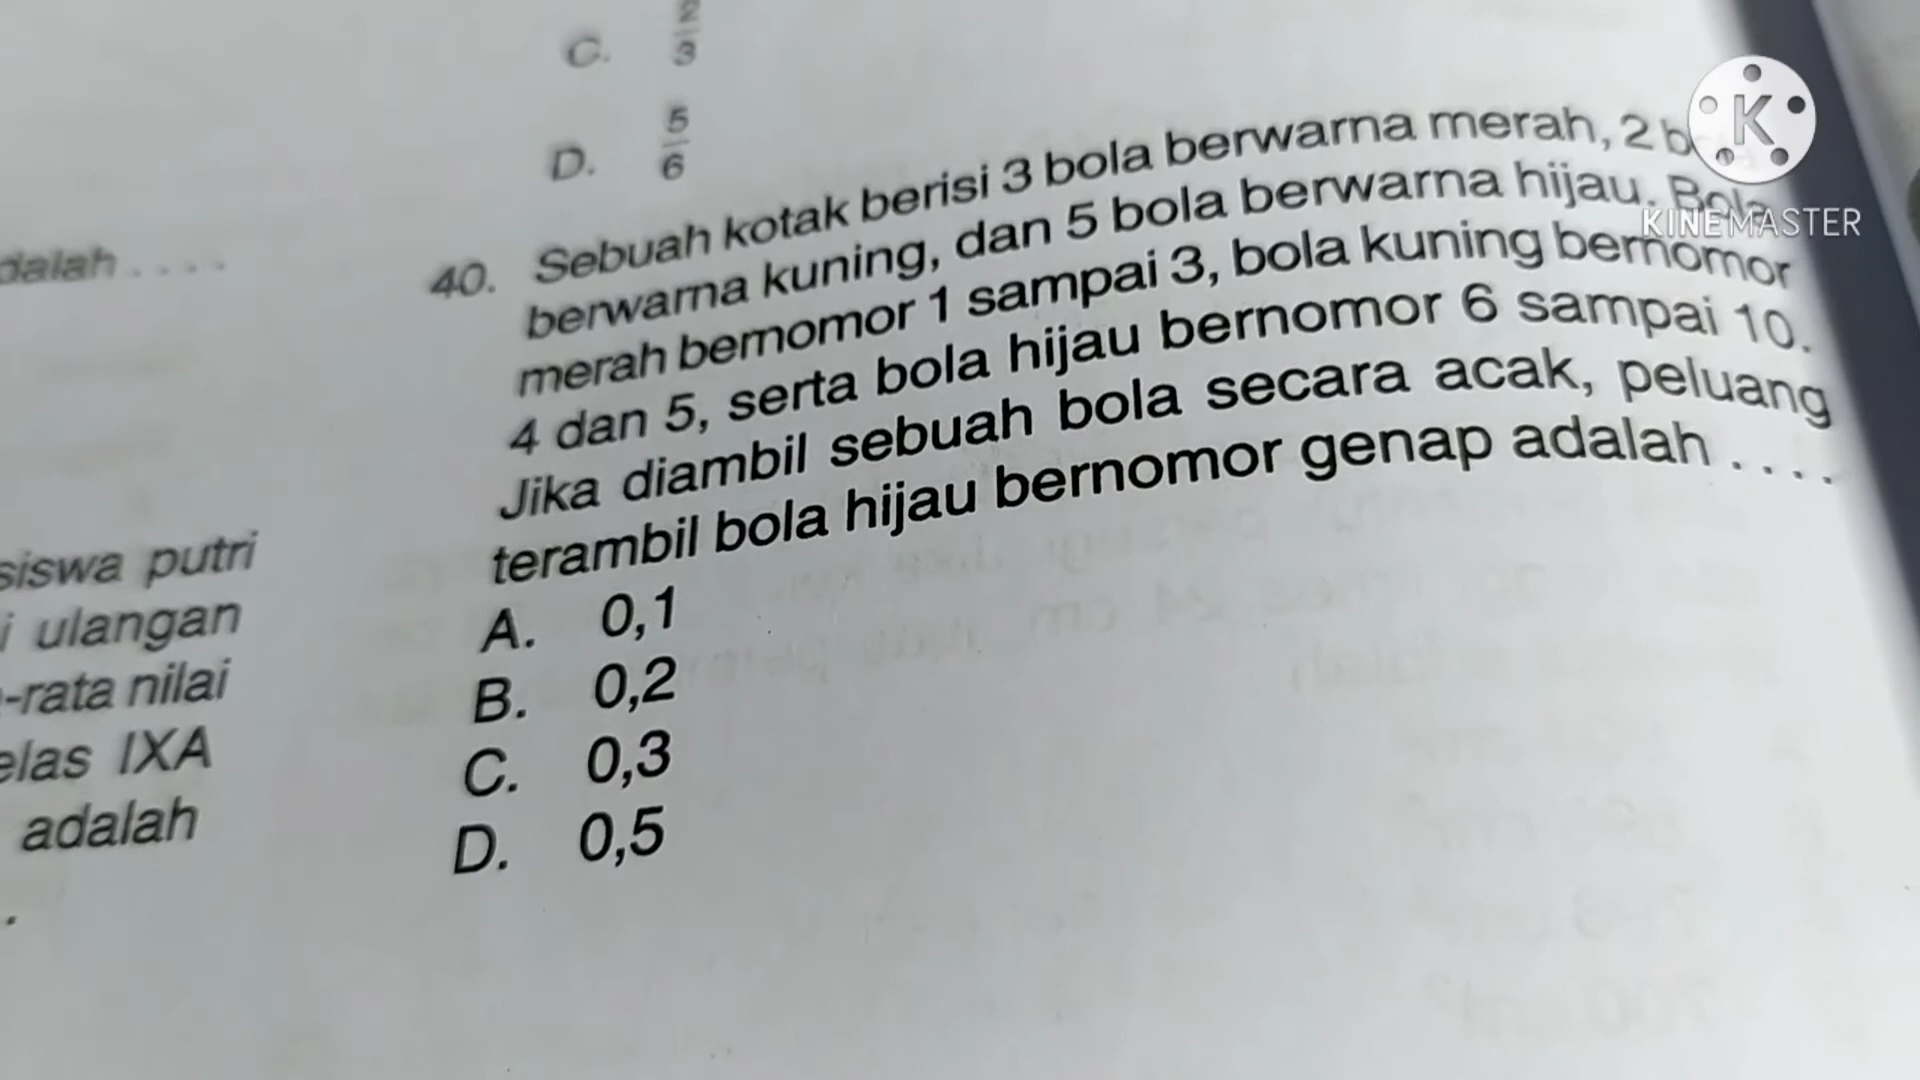 C. 2/3
D. 5/6
dalah . . . .
40. Sebuah kotak berisi 3 bola berwarna merah, 2
berwarna kuning, dan 5 bola berwarna hijau. Bola
merah bernomor 1 sampai 3, bola kuning bernomor
4 dan 5, serta bola hijau bernomor 6 sampai 10.
Jika diambil sebuah bola secara acak, peluang
terambil bola hijau bernomor genap adalah . . . .
A. 0,1
B. 0,2
C. 0,3
D. 0,5
siswa putri
i ulangan
-rata nilai
elas IXA
adalah
.
K
KINEMASTER